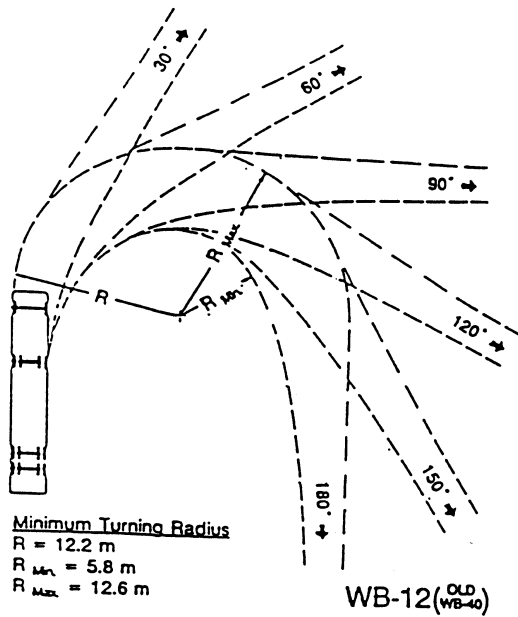 30°
60°
90°
R Max
R
R Min
120°
150°
180°
Minimum Turning Radius
R = 12.2 m
R Min = 5.8 m
R Max = 12.6 m
WB-12 (OLD WB-40)